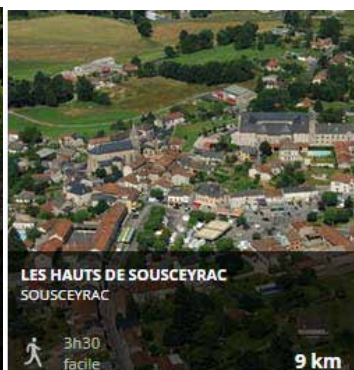 LES HAUTS DE SOUSCEYRAC
SOUSCEYRAC
3h30
facile
9 km